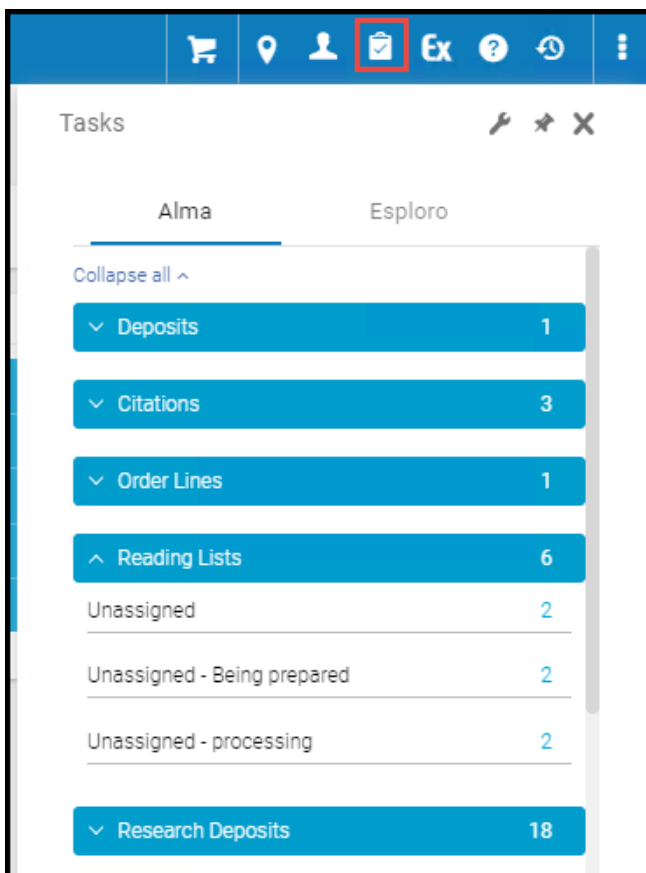 Ex ?
Tasks
Alma Esploro
Collapse all
Deposits 1
Citations 3
Order Lines 1
Reading Lists 6
Unassigned 2
Unassigned - Being prepared 2
Unassigned - processing 2
Research Deposits 18